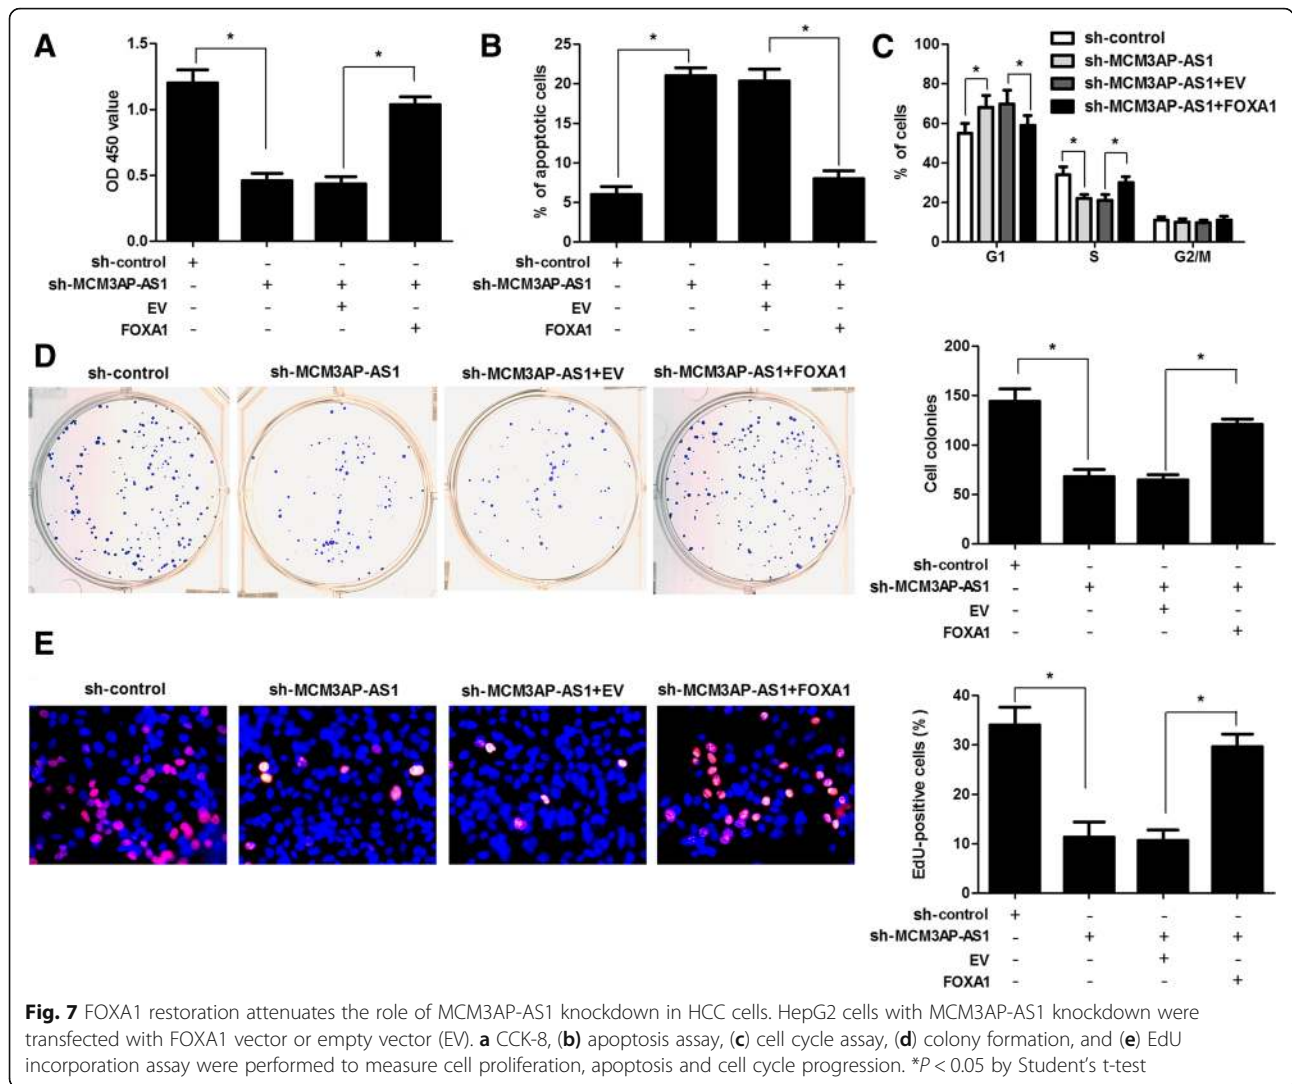 A
OD 450 value
1.5
1.0
0.5
0.0
*
*
sh-control + - - -
sh-MCM3AP-AS1 - + + +
EV - - + -
FOXA1 - - - +
B
% of apoptotic cells
25
20
15
10
5
0
*
*
sh-control + - - -
sh-MCM3AP-AS1 - + + +
EV - - + -
FOXA1 - - - +
C
sh-control
sh-MCM3AP-AS1
sh-MCM3AP-AS1+EV
sh-MCM3AP-AS1+FOXA1
% of cells
100
80
60
40
20
0
* *
* *
G1 S G2/M
D
sh-control sh-MCM3AP-AS1 sh-MCM3AP-AS1+EV sh-MCM3AP-AS1+FOXA1
Cell colonies
200
150
100
50
0
*
*
sh-control + - - -
sh-MCM3AP-AS1 - + + +
EV - - + -
FOXA1 - - - +
E
sh-control sh-MCM3AP-AS1 sh-MCM3AP-AS1+EV sh-MCM3AP-AS1+FOXA1
EdU-positive cells (%)
40
30
20
10
0
*
*
sh-control + - - -
sh-MCM3AP-AS1 - + + +
EV - - + -
FOXA1 - - - +
Fig. 7 FOXA1 restoration attenuates the role of MCM3AP-AS1 knockdown in HCC cells. HepG2 cells with MCM3AP-AS1 knockdown were
transfected with FOXA1 vector or empty vector (EV). a CCK-8, (b) apoptosis assay, (c) cell cycle assay, (d) colony formation, and (e) EdU
incorporation assay were performed to measure cell proliferation, apoptosis and cell cycle progression. *P < 0.05 by Student's t-test